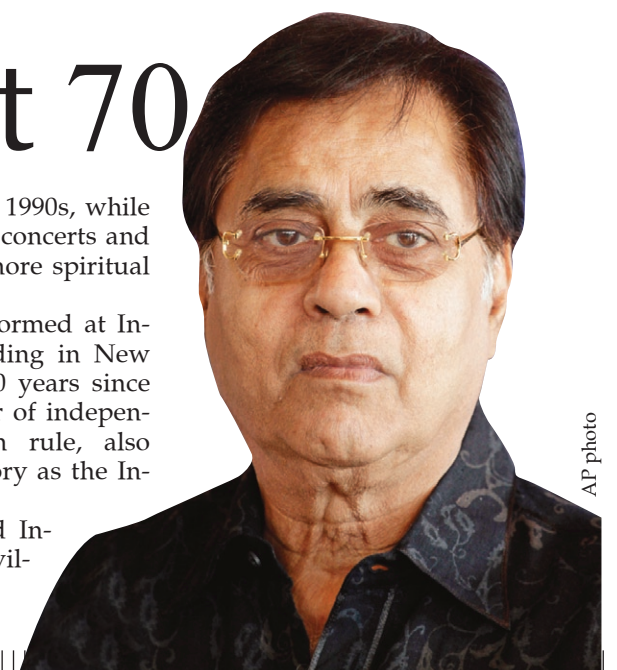 t 70
1990s, while
concerts and
more spiritual
ormed at In-
ding in New
0 years since
r of indepen-
n rule, also
ory as the In-
d In-
vil-
AP photo